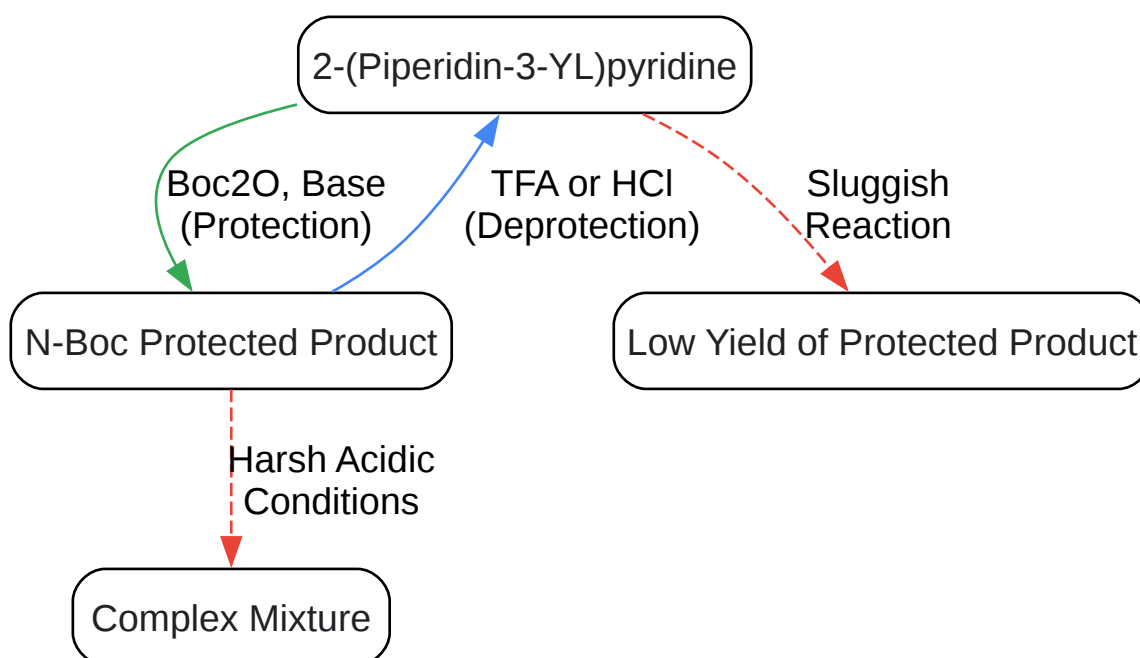 2-(Piperidin-3-YL)pyridine
Boc2O, Base
(Protection)
TFA or HCl
(Deprotection)
Sluggish
Reaction
N-Boc Protected Product
Low Yield of Protected Product
Harsh Acidic
Conditions
Complex Mixture